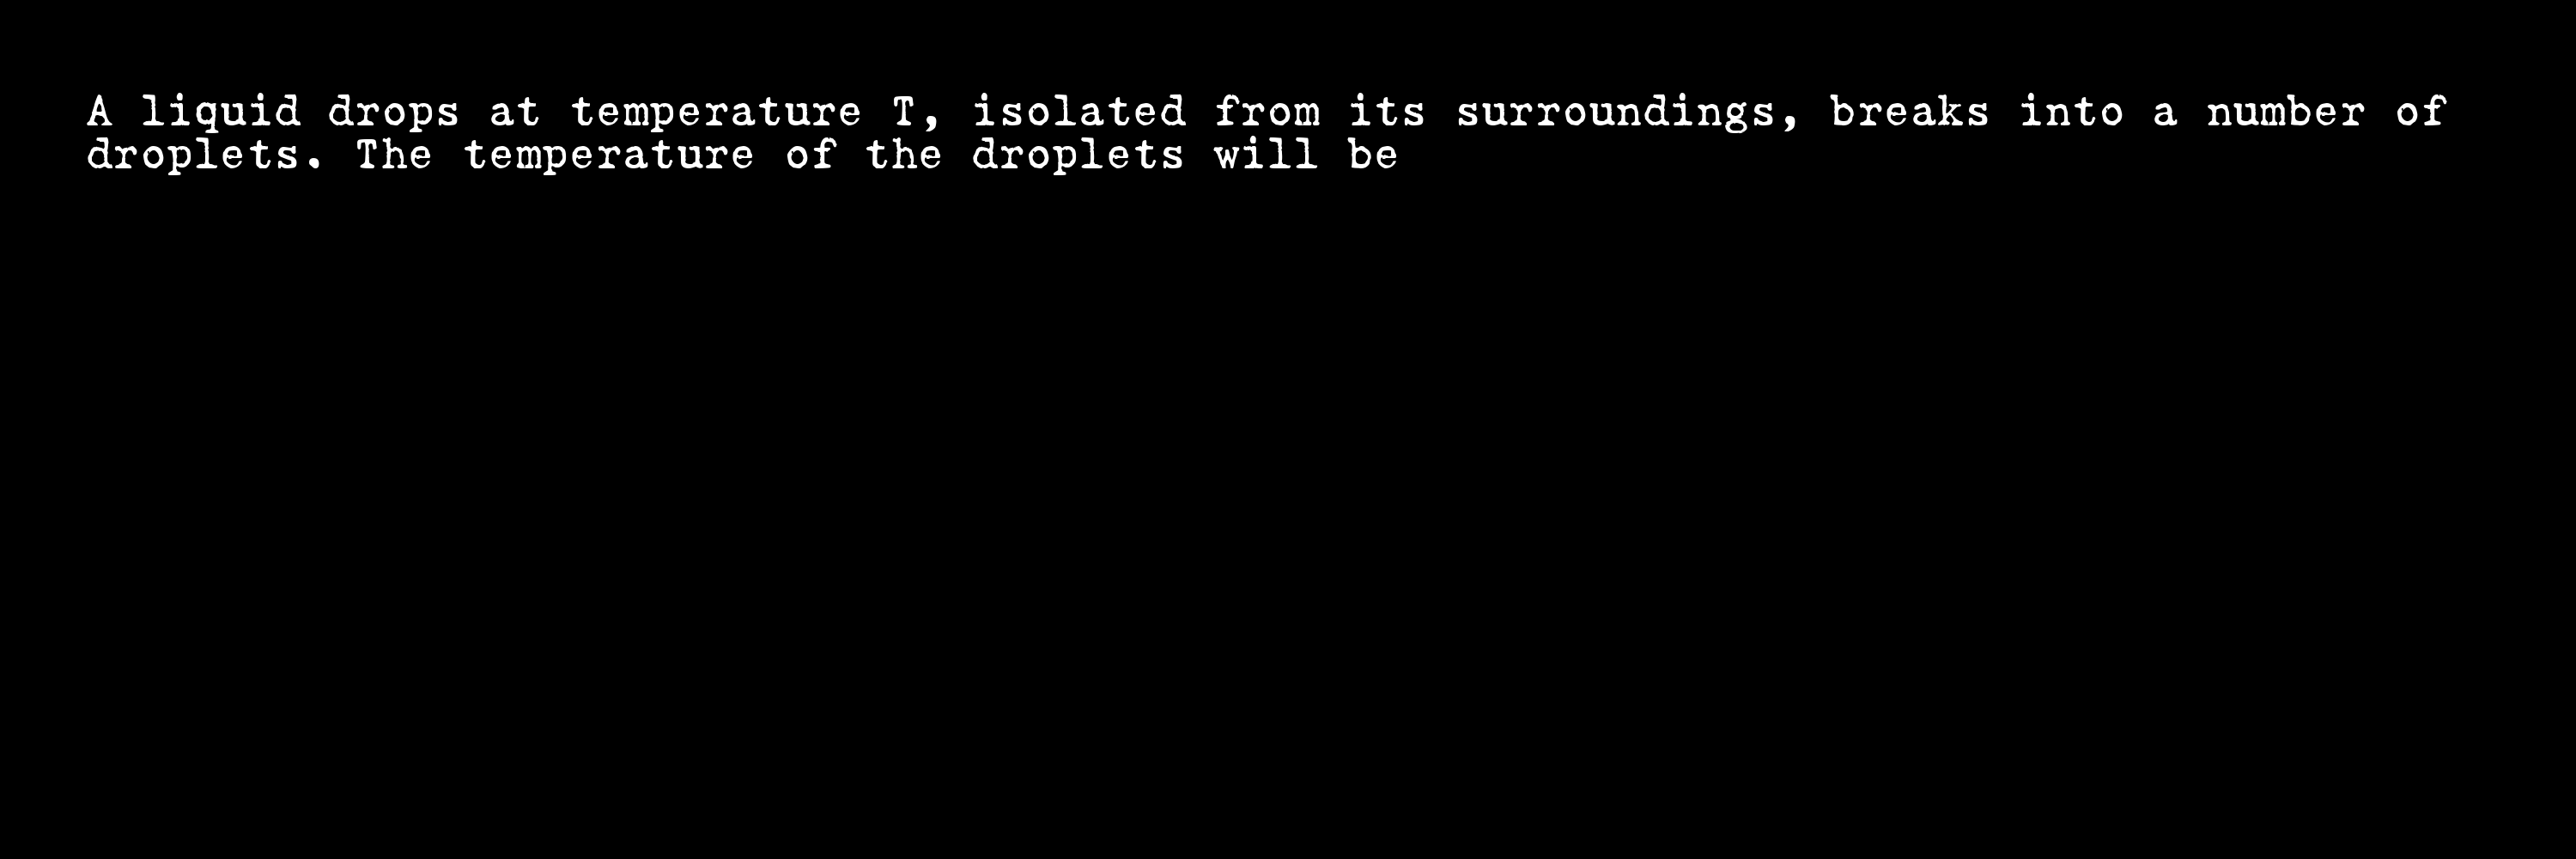 A liquid drops at temperature T, isolated from its surroundings, breaks into a number of
droplets. The temperature of the droplets will be